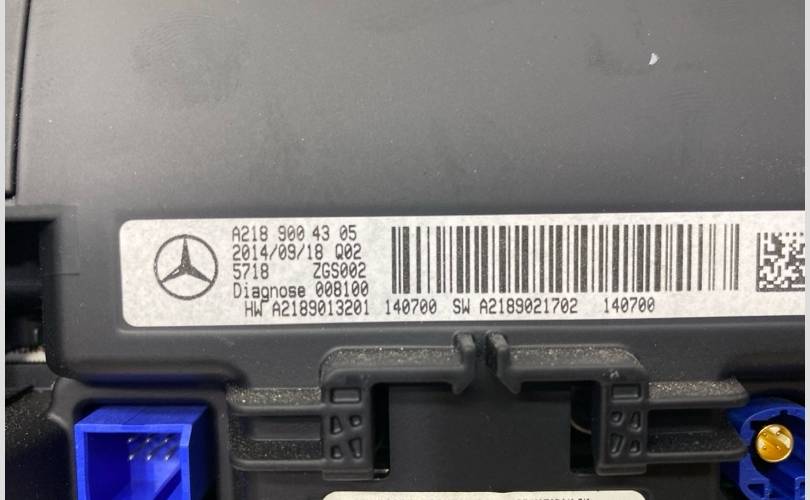 A218 900 43 05
2014/09/18 Q02
5718 ZGS002
Diagnose 008100
HW A2189013201 140700 SW A2189021702 140700